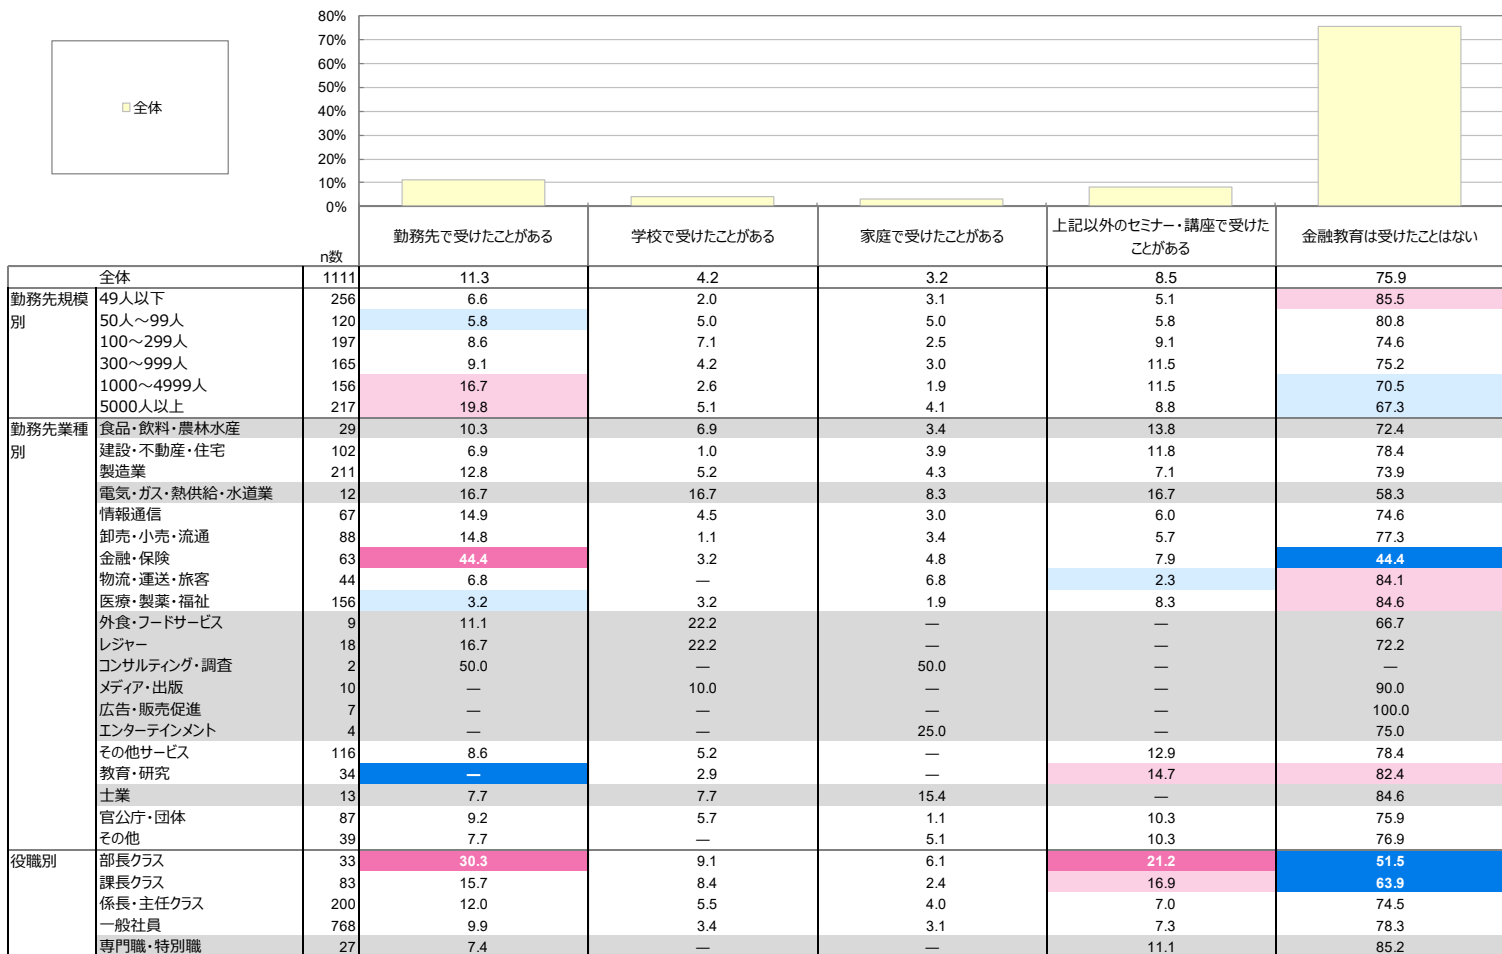 80%
70%
60%
50%
40%
30%
20%
10%
0%
全体
n数 勤務先で受けたことがある 学校で受けたことがある 家庭で受けたことがある 上記以外のセミナー・講座で受けたことがある 金融教育は受けたことはない
全体 1111 11.3 4.2 3.2 8.5 75.9
勤務先規模別 49人以下 256 6.6 2.0 3.1 5.1 85.5
50人～99人 120 5.8 5.0 5.0 5.8 80.8
100～299人 197 8.6 7.1 2.5 9.1 74.6
300～999人 165 9.1 4.2 3.0 11.5 75.2
1000～4999人 156 16.7 2.6 1.9 11.5 70.5
5000人以上 217 19.8 5.1 4.1 8.8 67.3
勤務先業種別 食品・飲料・農林水産 29 10.3 6.9 3.4 13.8 72.4
建設・不動産・住宅 102 6.9 1.0 3.9 11.8 78.4
製造業 211 12.8 5.2 4.3 7.1 73.9
電気・ガス・熱供給・水道業 12 16.7 16.7 8.3 16.7 58.3
情報通信 67 14.9 4.5 3.0 6.0 74.6
卸売・小売・流通 88 14.8 1.1 3.4 5.7 77.3
金融・保険 63 44.4 3.2 4.8 7.9 44.4
物流・運送・旅客 44 6.8 — 6.8 2.3 84.1
医療・製薬・福祉 156 3.2 3.2 1.9 8.3 84.6
外食・フードサービス 9 11.1 22.2 — — 66.7
レジャー 18 16.7 22.2 — — 72.2
コンサルティング・調査 2 50.0 — 50.0 — —
メディア・出版 10 — 10.0 — — 90.0
広告・販売促進 7 — — — — 100.0
エンターテインメント 4 — — 25.0 — 75.0
その他サービス 116 8.6 5.2 — 12.9 78.4
教育・研究 34 — 2.9 — 14.7 82.4
士業 13 7.7 7.7 15.4 — 84.6
官公庁・団体 87 9.2 5.7 1.1 10.3 75.9
その他 39 7.7 — 5.1 10.3 76.9
役職別 部長クラス 33 30.3 9.1 6.1 21.2 51.5
課長クラス 83 15.7 8.4 2.4 16.9 63.9
係長・主任クラス 200 12.0 5.5 4.0 7.0 74.5
一般社員 768 9.9 3.4 3.1 7.3 78.3
専門職・特別職 27 7.4 — — 11.1 85.2